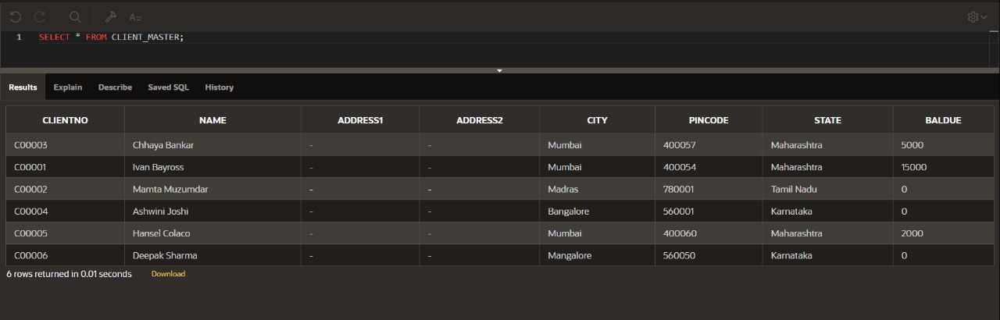 A::
1 SELECT * FROM CLIENT_MASTER;
Results Explain Describe Saved SQL History
CLIENTNO NAME ADDRESS1 ADDRESS2 CITY PINCODE STATE BALDUE
C00003 Chhaya Bankar - - Mumbai 400057 Maharashtra 5000
C00001 Ivan Bayross - - Mumbai 400054 Maharashtra 15000
C00002 Mamta Muzumdar - - Madras 780001 Tamil Nadu 0
C00004 Ashwini Joshi - - Bangalore 560001 Karnataka 0
C00005 Hansel Colaco - - Mumbai 400060 Maharashtra 2000
C00006 Deepak Sharma - - Mangalore 560050 Karnataka 0
6 rows returned in 0.01 seconds Download